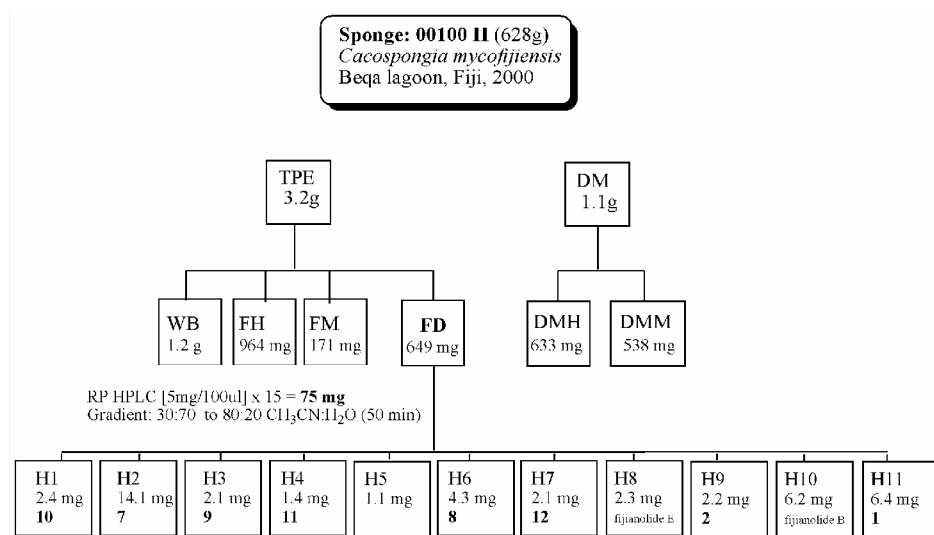 Sponge: 00100 II (628g)
Cacospongia mycofijiensis
Beqa lagoon, Fiji, 2000
TPE
3.2g
DM
1.1g
WB
1.2 g
FH
964 mg
FM
171 mg
FD
649 mg
DMH
633 mg
DMM
538 mg
RP HPLC [5mg/100ul] x 15 = 75 mg
Gradient: 30:70 to 80:20 CH3CN:H2O (50 min)
H1
2.4 mg
10
H2
14.1 mg
7
H3
2.1 mg
9
H4
1.4 mg
11
H5
1.1 mg
H6
4.3 mg
8
H7
2.1 mg
12
H8
2.3 mg
fijianolide E
H9
2.2 mg
2
H10
6.2 mg
fijianolide B
H11
6.4 mg
1